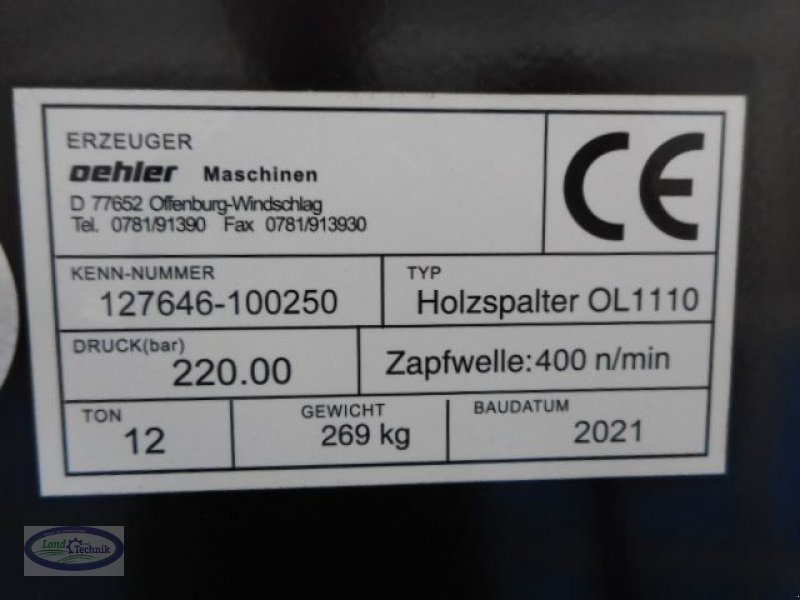 ERZEUGER
oehler Maschinen
D 77652 Offenburg-Windschlag
Tel. 0781/91390 Fax 0781/913930
CE
KENN-NUMMER
127646-100250
TYP
Holzspalter OL1110
DRUCK(bar)
220.00
Zapfwelle: 400 n/min
TON
12
GEWICHT
269 kg
BAUDATUM
2021
Land
Technik